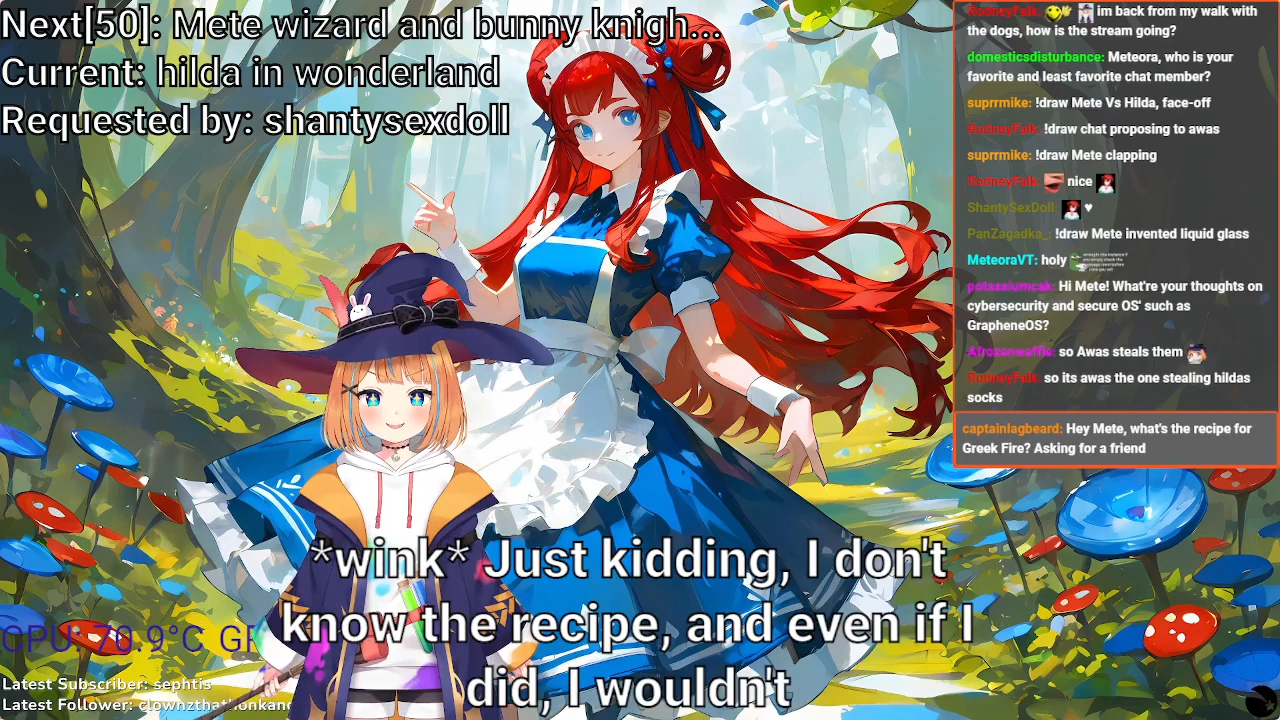 Next[50]: Mete wizard and bunny knigh...
Current: hilda in wonderland
Requested by: shantysexdoll
RodneyFalk: im back from my walk with
the dogs, how is the stream going?
domesticsdisturbance: Meteora, who is your
favorite and least favorite chat member?
suprrmike: !draw Mete Vs Hilda, face-off
RodneyFalk: !draw chat proposing to awas
suprrmike: !draw Mete clapping
RodneyFalk: nice
ShantySexDoll: ♥
PanZagadka_: !draw Mete invented liquid glass
MeteoraVT: holy
potassiumcsk: Hi Mete! What're your thoughts on
cybersecurity and secure OS' such as
GrapheneOS?
Afrozenwaffle: so Awas steals them
RodneyFalk: so its awas the one stealing hildas
socks
captainlagbeard: Hey Mete, what's the recipe for
Greek Fire? Asking for a friend
*wink* Just kidding, I don't
know the recipe, and even if I
did, I wouldn't
CPU: 70.9°C
Latest Subscriber: sephtis
Latest Follower: